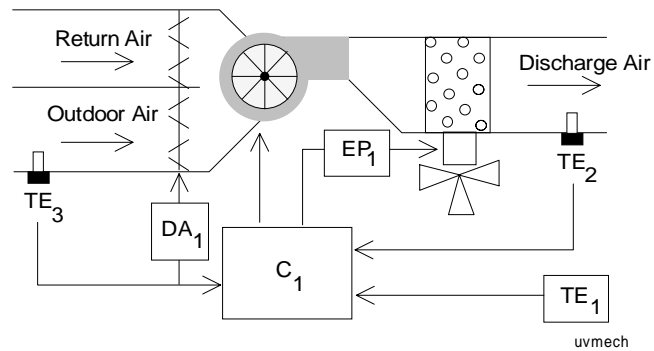 Return Air
Discharge Air
Outdoor Air
EP1
TE2
TE3
DA1
C1
TE1
uvmech